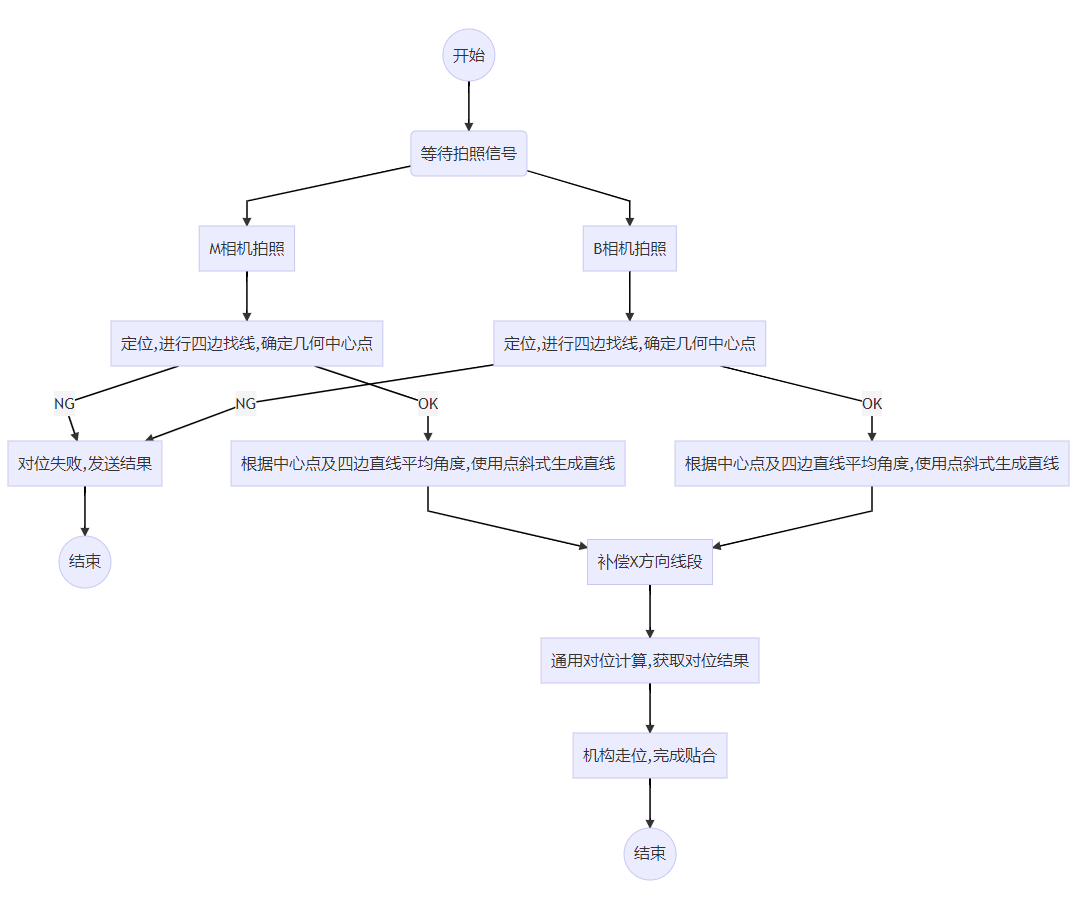 开始
等待拍照信号
M相机拍照
B相机拍照
定位,进行四边找线,确定几何中心点
定位,进行四边找线,确定几何中心点
NG
NG
OK
OK
对位失败,发送结果
根据中心点及四边直线平均角度,使用点斜式生成直线
根据中心点及四边直线平均角度,使用点斜式生成直线
结束
补偿X方向线段
通用对位计算,获取对位结果
机构走位,完成贴合
结束